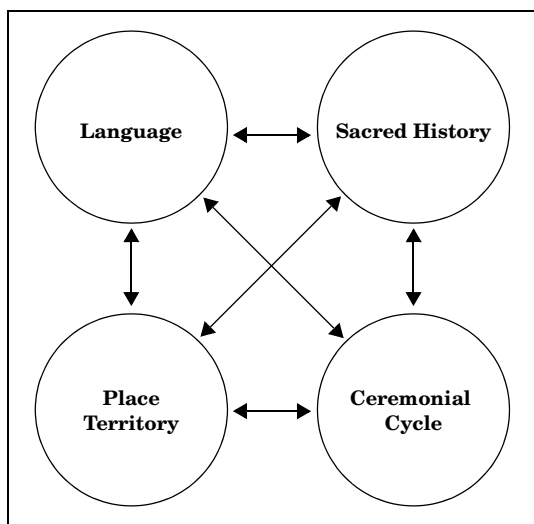 Language
Sacred History
Place
Territory
Ceremonial
Cycle